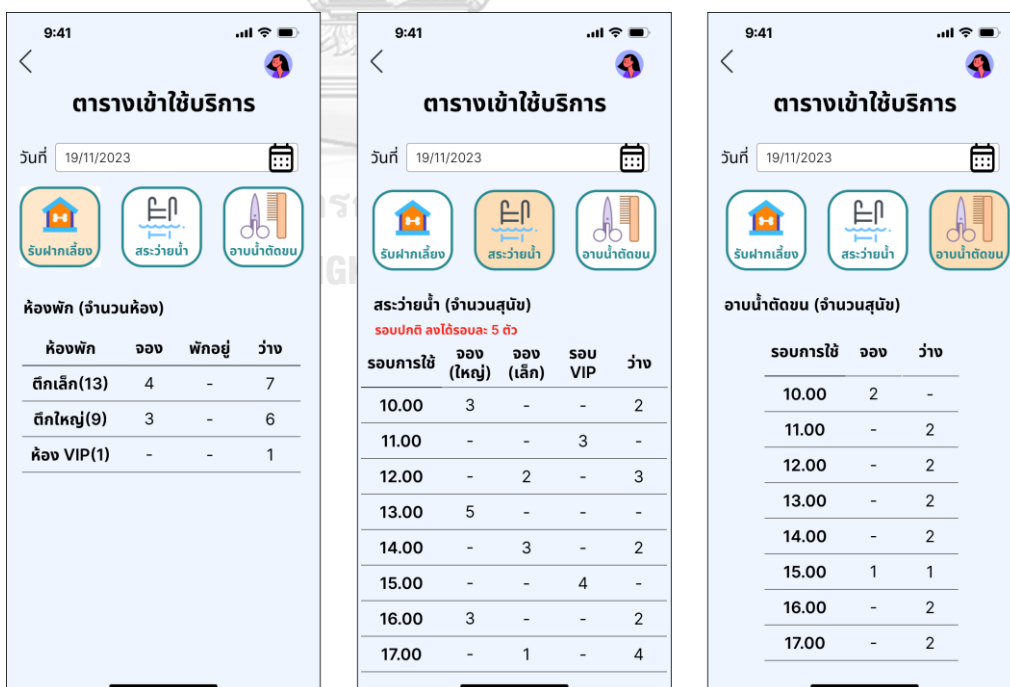 9:41
ตารางเข้าใช้บริการ
วันที่ 19/11/2023
รับฝากเลี้ยง สระว่ายน้ำ อาบน้ำตัดขน
ห้องพัก (จำนวนห้อง)
ห้องพัก จอง พักอยู่ ว่าง
ตึกเล็ก(13) 4 - 7
ตึกใหญ่(9) 3 - 6
ห้อง VIP(1) - - 1
9:41
ตารางเข้าใช้บริการ
วันที่ 19/11/2023
รับฝากเลี้ยง สระว่ายน้ำ อาบน้ำตัดขน
สระว่ายน้ำ (จำนวนสุนัข)
รอบปกติ ลงได้รอบละ 5 ตัว
รอบการใช้ จอง (ใหญ่) จอง (เล็ก) รอบ VIP ว่าง
10.00 3 - - 2
11.00 - - 3 -
12.00 - 2 - 3
13.00 5 - - -
14.00 - 3 - 2
15.00 - - 4 -
16.00 3 - - 2
17.00 - 1 - 4
9:41
ตารางเข้าใช้บริการ
วันที่ 19/11/2023
รับฝากเลี้ยง สระว่ายน้ำ อาบน้ำตัดขน
อาบน้ำตัดขน (จำนวนสุนัข)
รอบการใช้ จอง ว่าง
10.00 2 -
11.00 - 2
12.00 - 2
13.00 - 2
14.00 - 2
15.00 1 1
16.00 - 2
17.00 - 2